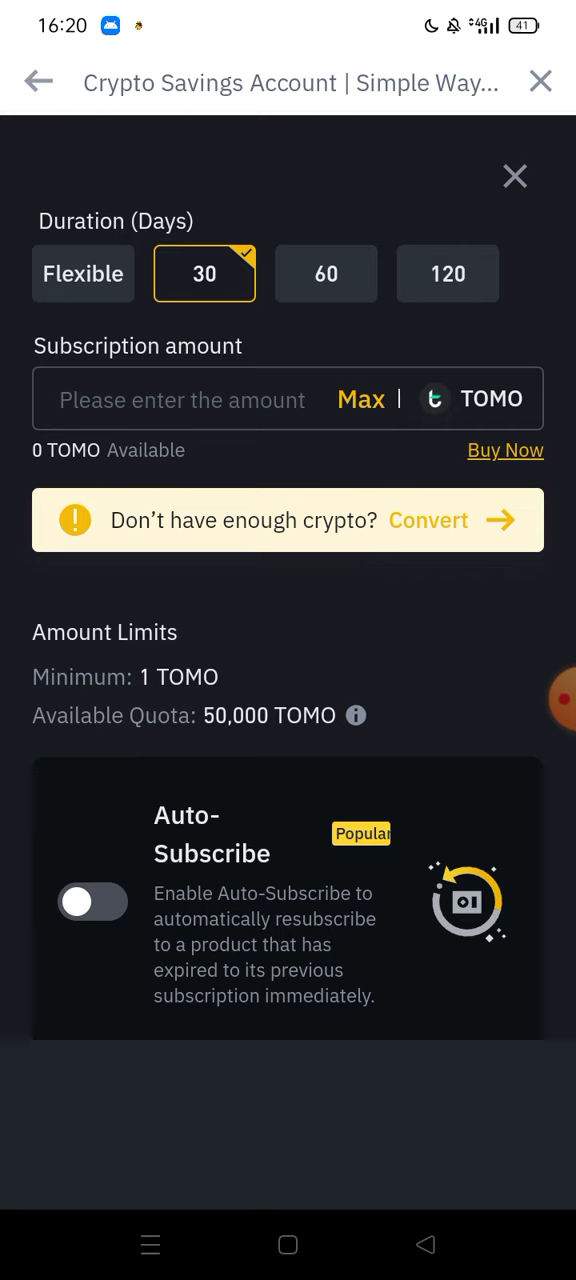 16:20
4G
41
Crypto Savings Account | Simple Way...
Duration (Days)
Flexible
30
60
120
Subscription amount
Please enter the amount
Max | TOMO
0 TOMO Available
Buy Now
Don’t have enough crypto? Convert
Amount Limits
Minimum: 1 TOMO
Available Quota: 50,000 TOMO
Auto-
Subscribe
Popular
Enable Auto-Subscribe to
automatically resubscribe
to a product that has
expired to its previous
subscription immediately.